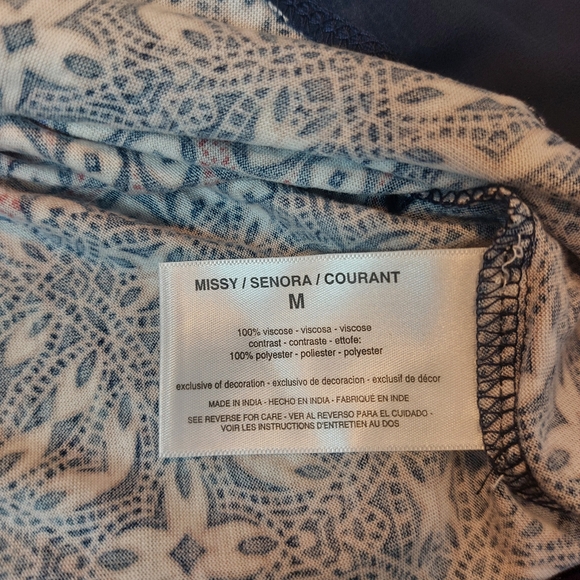 MISSY / SENORA / COURANT
M
100% viscose - viscosa - viscose
contrast - contraste - ettofe:
100% polyester - poliester - polyester
exclusive of decoration - exclusivo de decoracion - exclusif de décor
MADE IN INDIA - HECHO EN INDIA - FABRIQUÉ EN INDE
SEE REVERSE FOR CARE - VER AL REVERSO PARA EL CUIDADO -
VOIR LES INSTRUCTIONS D'ENTRETIEN AU DOS